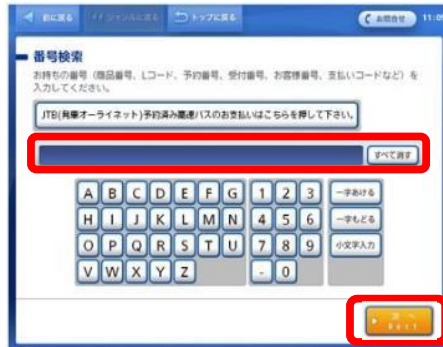 前に戻る ジャンルに戻る トップに戻る お問合せ 11:09
番号検索
お持ちの番号（商品番号、Lコード、予約番号、受付番号、お客様番号、支払いコードなど）を
入力してください。
JTB(発車オーライネット)予約済み高速バスのお支払いはこちらを押して下さい。
すべて消す
A B C D E F G 1 2 3 一字あける
H I J K L M N 4 5 6 一字もどる
O P Q R S T U 7 8 9 小文字入力
V W X Y Z - 0
次へ
Next